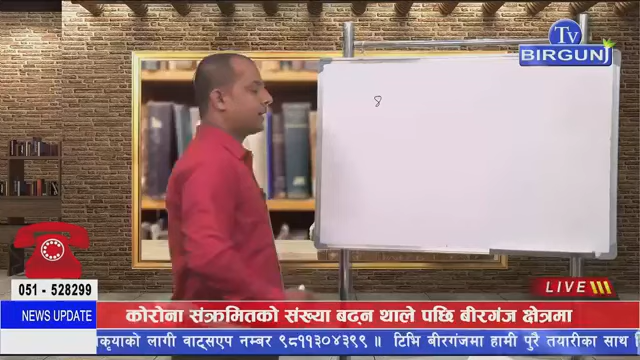 Tv
BIRGUNJ
४
051 - 528299
LIVE
NEWS UPDATE
कोरोना संक्रमितको संख्या बढ्न थाले पछि बीरगंज क्षेत्रमा
कृयाको लागी वाट्सएप नम्बर ९८११३०४३९९ । टिभि बीरगंजमा हामी पुरै तयारीका साथ